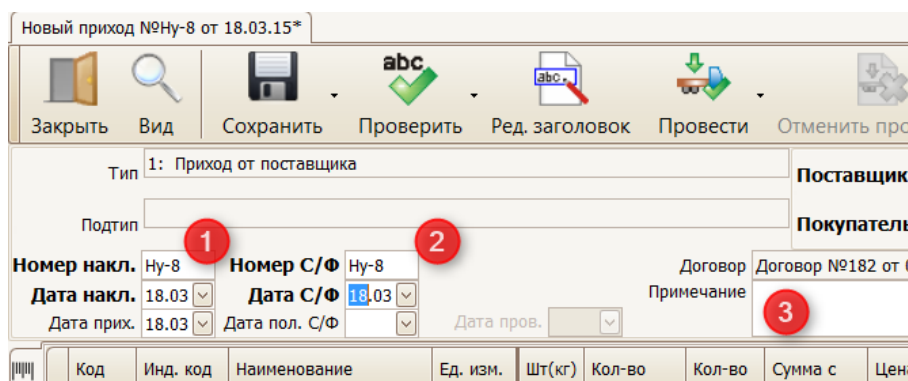 Новый приход №Ну-8 от 18.03.15*
abc
abc
Закрыть Вид Сохранить Проверить Ред. заголовок Провести Отменить про
Тип 1: Приход от поставщика Поставщик
Подтип Покупатель
1 2
Номер накл. Ну-8 Номер С/Ф Ну-8 Договор Договор №182 от
Дата накл. 18.03 Дата С/Ф 18.03 Примечание 3
Дата прих. 18.03 Дата пол. С/Ф Дата пров.
Код Инд. код Наименование Ед. изм. Шт(кг) Кол-во Кол-во Сумма с Цена